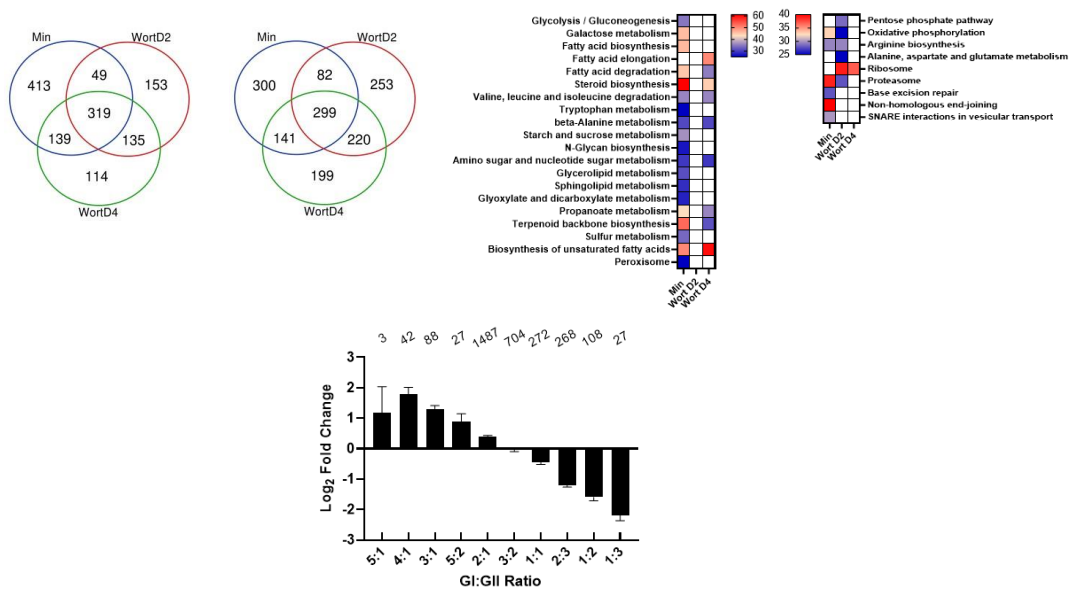 Min
WortD2
49
413
153
319
139
135
114
WortD4
Min
WortD2
82
300
253
299
141
220
199
WortD4
Glycolysis / Gluconeogenesis
Galactose metabolism
Fatty acid biosynthesis
Fatty acid elongation
Fatty acid degradation
Steroid biosynthesis
Valine, leucine and isoleucine degradation
Tryptophan metabolism
beta-Alanine metabolism
Starch and sucrose metabolism
N-Glycan biosynthesis
Amino sugar and nucleotide sugar metabolism
Glycerolipid metabolism
Sphingolipid metabolism
Glyoxylate and dicarboxylate metabolism
Propanoate metabolism
Terpenoid backbone biosynthesis
Sulfur metabolism
Biosynthesis of unsaturated fatty acids
Peroxisome
Min
Wort D2
Wort D4
60
50
40
30
40
35
30
25
Pentose phosphate pathway
Oxidative phosphorylation
Arginine biosynthesis
Alanine, aspartate and glutamate metabolism
Ribosome
Proteasome
Base excision repair
Non-homologous end-joining
SNARE interactions in vesicular transport
Min
Wort D2
Wort D4
3 42 88 27 1487 704 272 268 108 27
3
2
1
0
-1
-2
-3
Log2 Fold Change
5:1 4:1 3:1 5:2 2:1 3:2 1:1 2:3 1:2 1:3
GI:GII Ratio